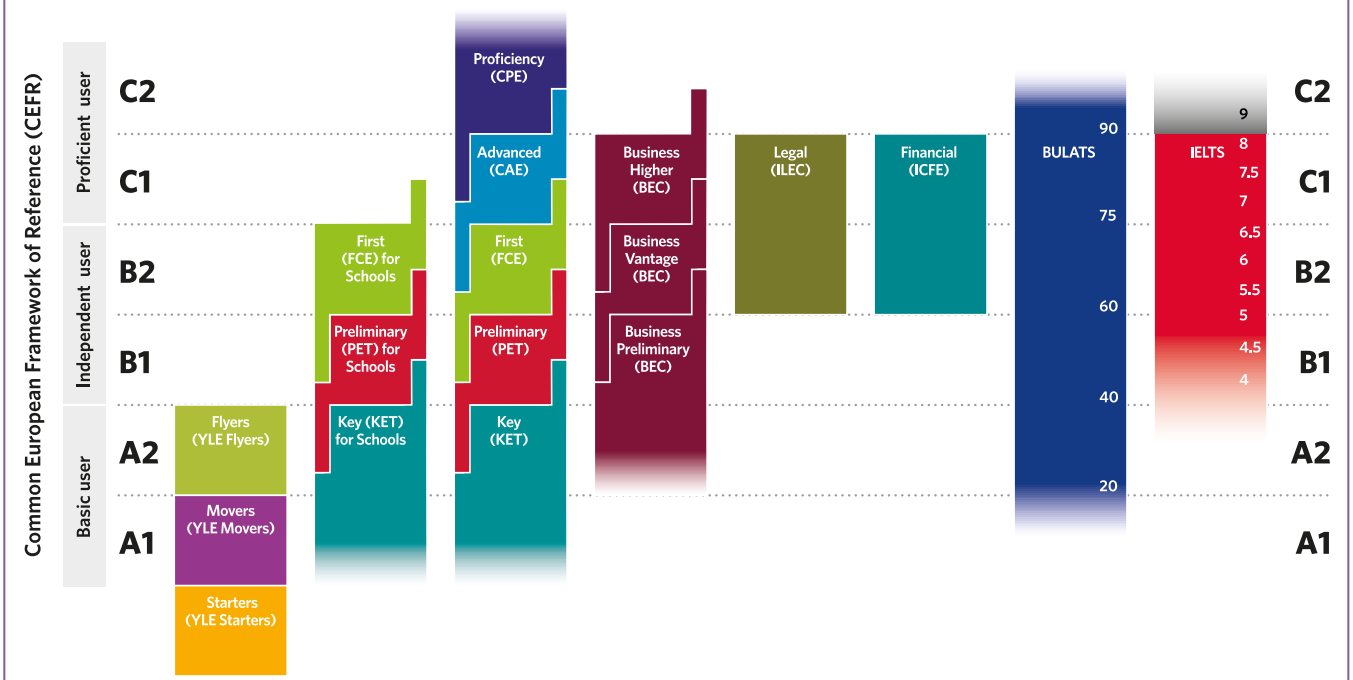 Common European Framework of Reference (CEFR)
Proficient user
Independent user
Basic user
C2
C1
B2
B1
A2
A1
Flyers
(YLE Flyers)
Movers
(YLE Movers)
Starters
(YLE Starters)
First
(FCE) for
Schools
Preliminary
(PET) for
Schools
Key (KET)
for Schools
Proficiency
(CPE)
Advanced
(CAE)
First
(FCE)
Preliminary
(PET)
Key
(KET)
Business
Higher
(BEC)
Business
Vantage
(BEC)
Business
Preliminary
(BEC)
Legal
(ILEC)
Financial
(ICFE)
90
BULATS
75
60
40
20
9
8
IELTS
7.5
7
6.5
6
5.5
5
4.5
4
C2
C1
B2
B1
A2
A1